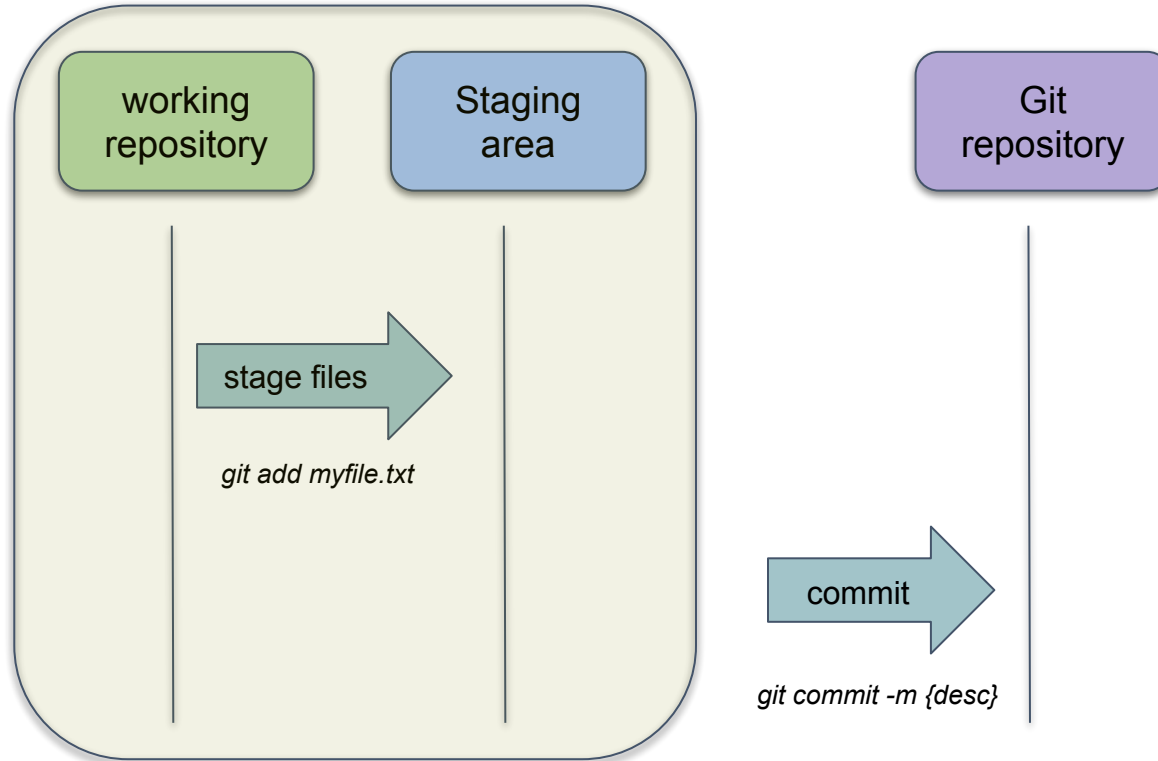 working
repository
Staging
area
Git
repository
stage files
git add myfile.txt
commit
git commit -m {desc}